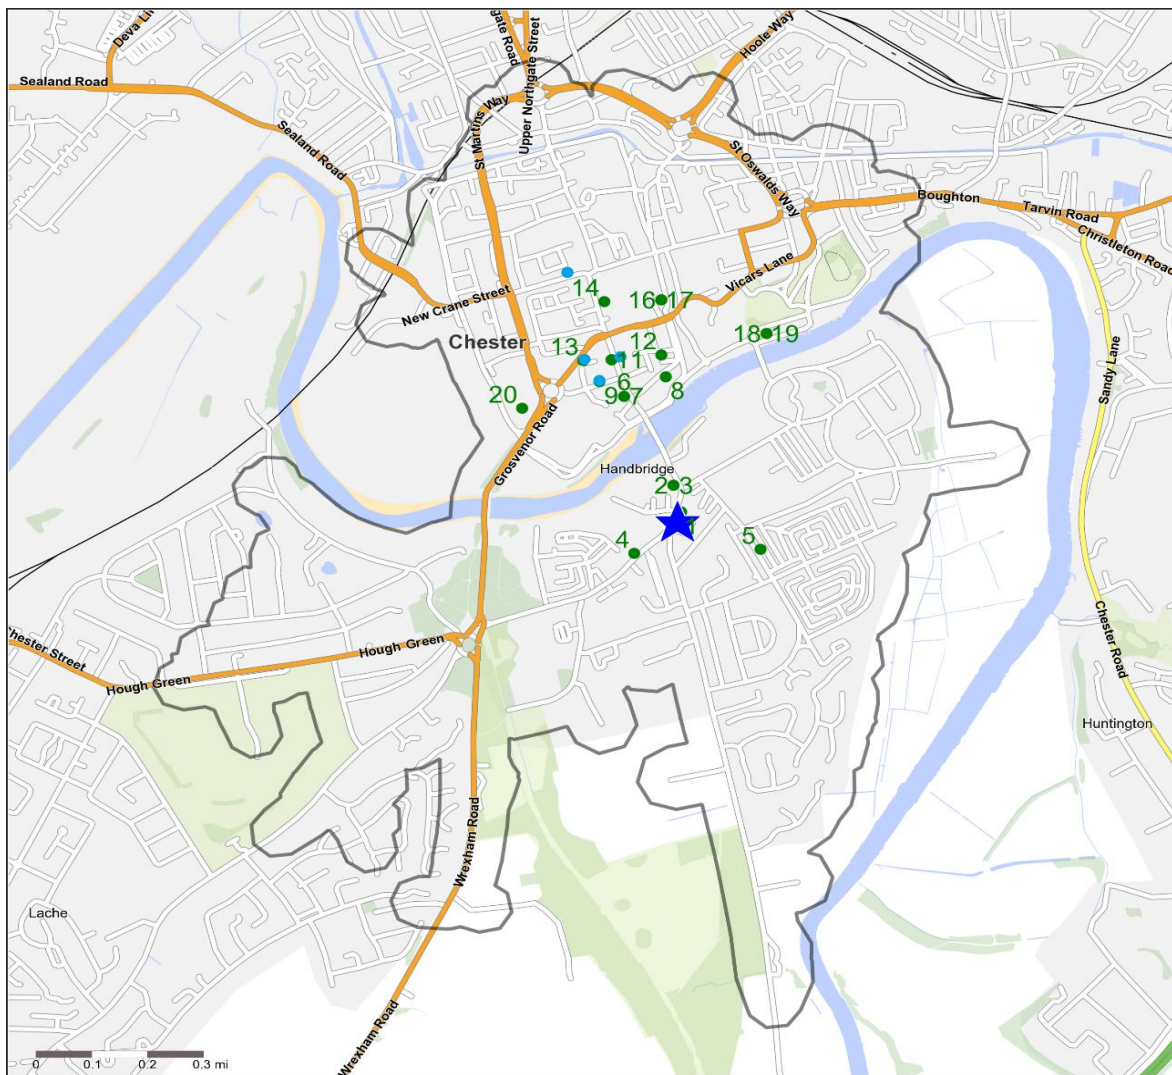 Deva Li
gate Road
Upper Northgate Street
Hoole Way
Sealand Road
St Martins Way
Sealand Road
St Oswalds Way
Boughton
Tarvin Road
Christleton Road
Vicars Lane
New Crane Street
14
16 17
Chester
13
12
18 19
11
6
20
9 7
8
Sandy Lane
Grosvenor Road
Handbridge
2 3
1
4
5
Chester Street
Hough Green
Hough Green
Chester Road
Huntington
Wrexham Road
Lache
Wrexham Road
0 0.1 0.2 0.3 mi